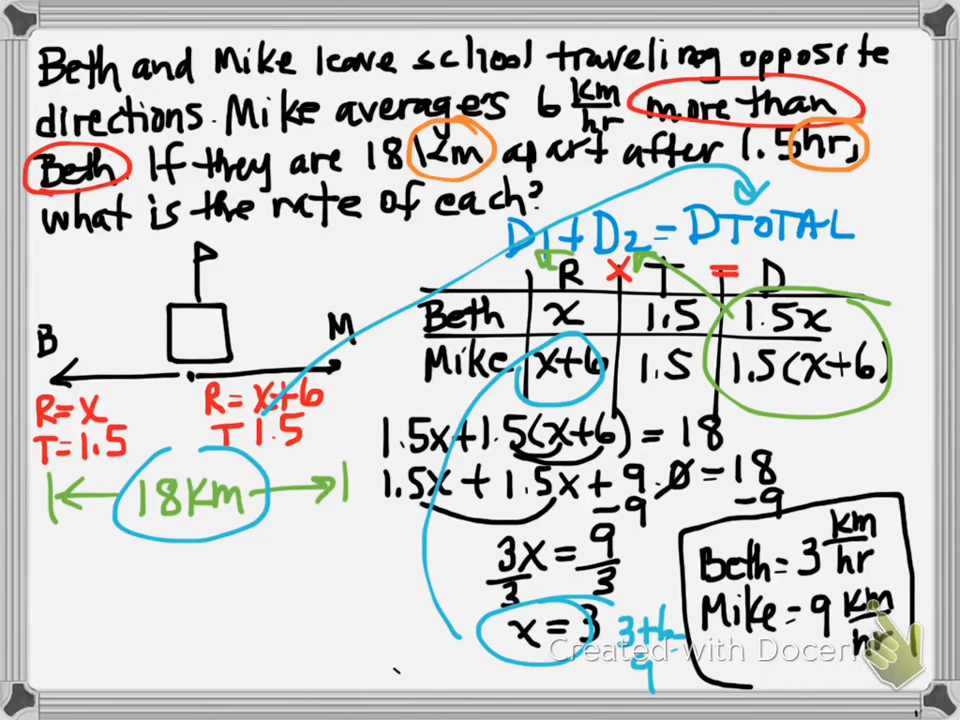 Beth and Mike leave school traveling opposite
directions. Mike averages 6 km/hr more than
Beth. If they are 18 km apart after 1.5 hr,
what is the rate of each?
D1 + D2 = DTOTAL
R × T = D
Beth x 1.5 1.5x
Mike x+6 1.5 1.5(x+6)
B M
R=x
T=1.5
R=x+6
T 1.5
18 km
1.5x+1.5(x+6)=18
1.5x + 1.5x + 9 = 18
-9 -9
3x = 9
3 3
x = 3
3+6
9
Beth = 3 km/hr
Mike = 9 km/hr
Created with Doceri